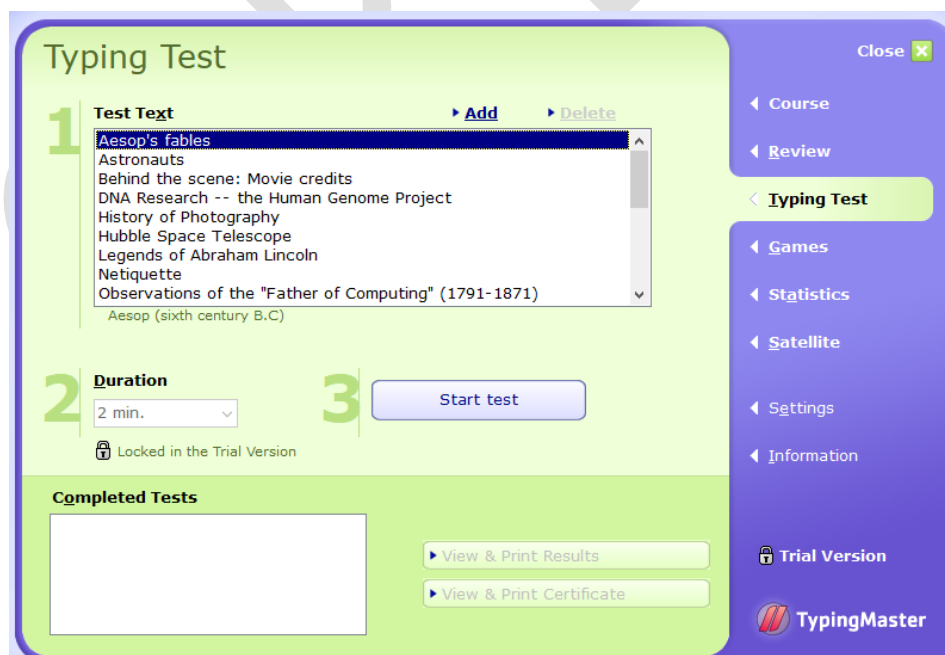 Typing Test
Close
1
Test Text
Add
Delete
Aesop's fables
Astronauts
Behind the scene: Movie credits
DNA Research -- the Human Genome Project
History of Photography
Hubble Space Telescope
Legends of Abraham Lincoln
Netiquette
Observations of the "Father of Computing" (1791-1871)
Aesop (sixth century B.C)
2
Duration
2 min.
Locked in the Trial Version
3
Start test
Completed Tests
View & Print Results
View & Print Certificate
Course
Review
Typing Test
Games
Statistics
Satellite
Settings
Information
Trial Version
TypingMaster